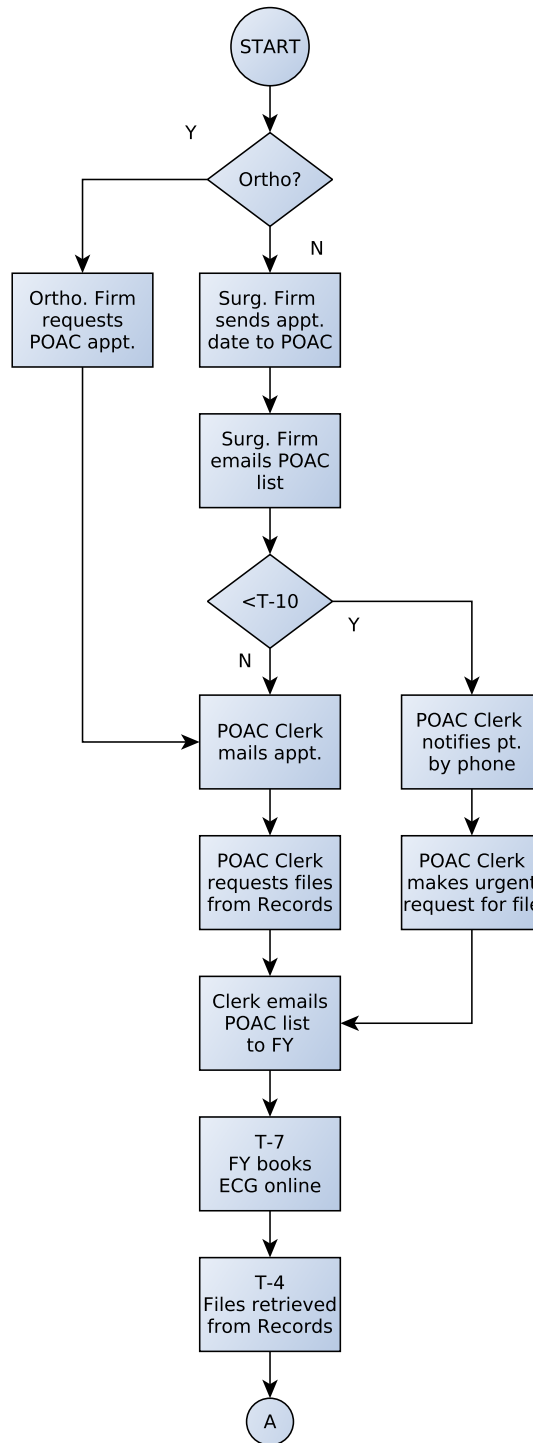 START
Y
Ortho?
N
Ortho. Firm
requests
POAC appt.
Surg. Firm
sends appt.
date to POAC
Surg. Firm
emails POAC
list
<T-10
Y
N
POAC Clerk
mails appt.
POAC Clerk
notifies pt.
by phone
POAC Clerk
requests files
from Records
POAC Clerk
makes urgent
request for file
Clerk emails
POAC list
to FY
T-7
FY books
ECG online
T-4
Files retrieved
from Records
A